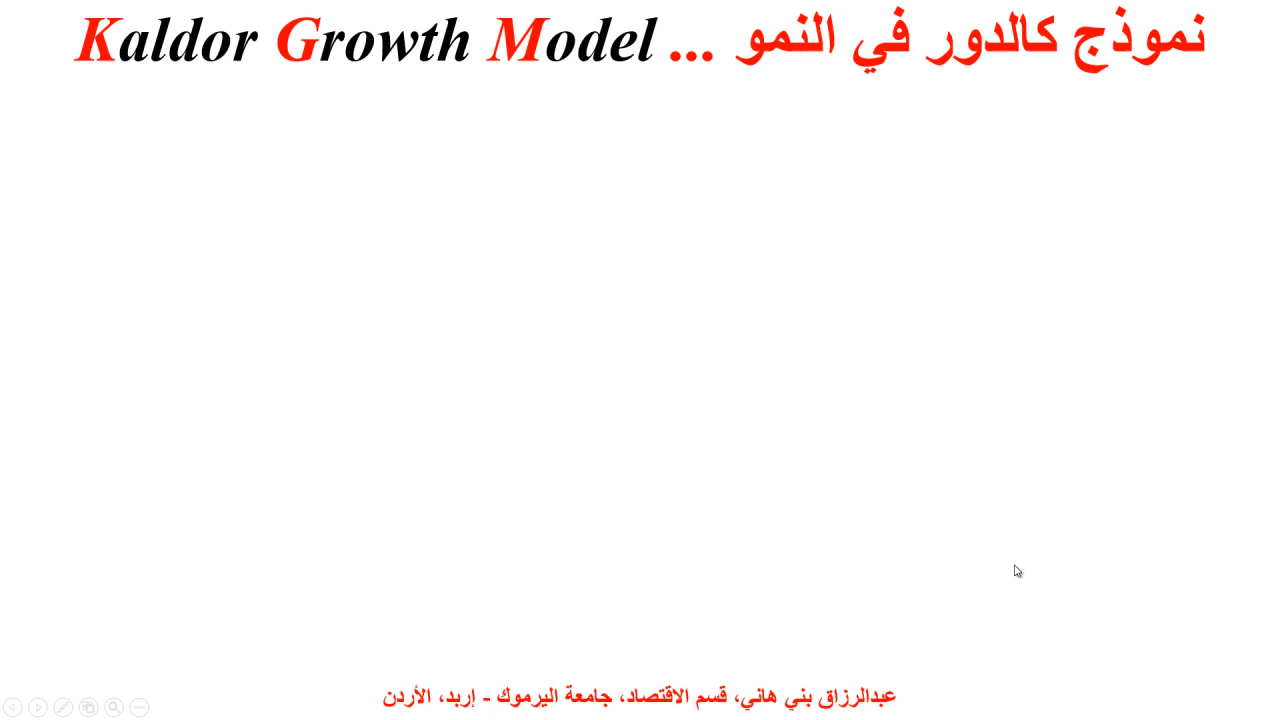 نموذج كالدور في النمو ... Kaldor Growth Model
عبدالرزاق بني هاني، قسم الاقتصاد، جامعة اليرموك - إربد، الأردن